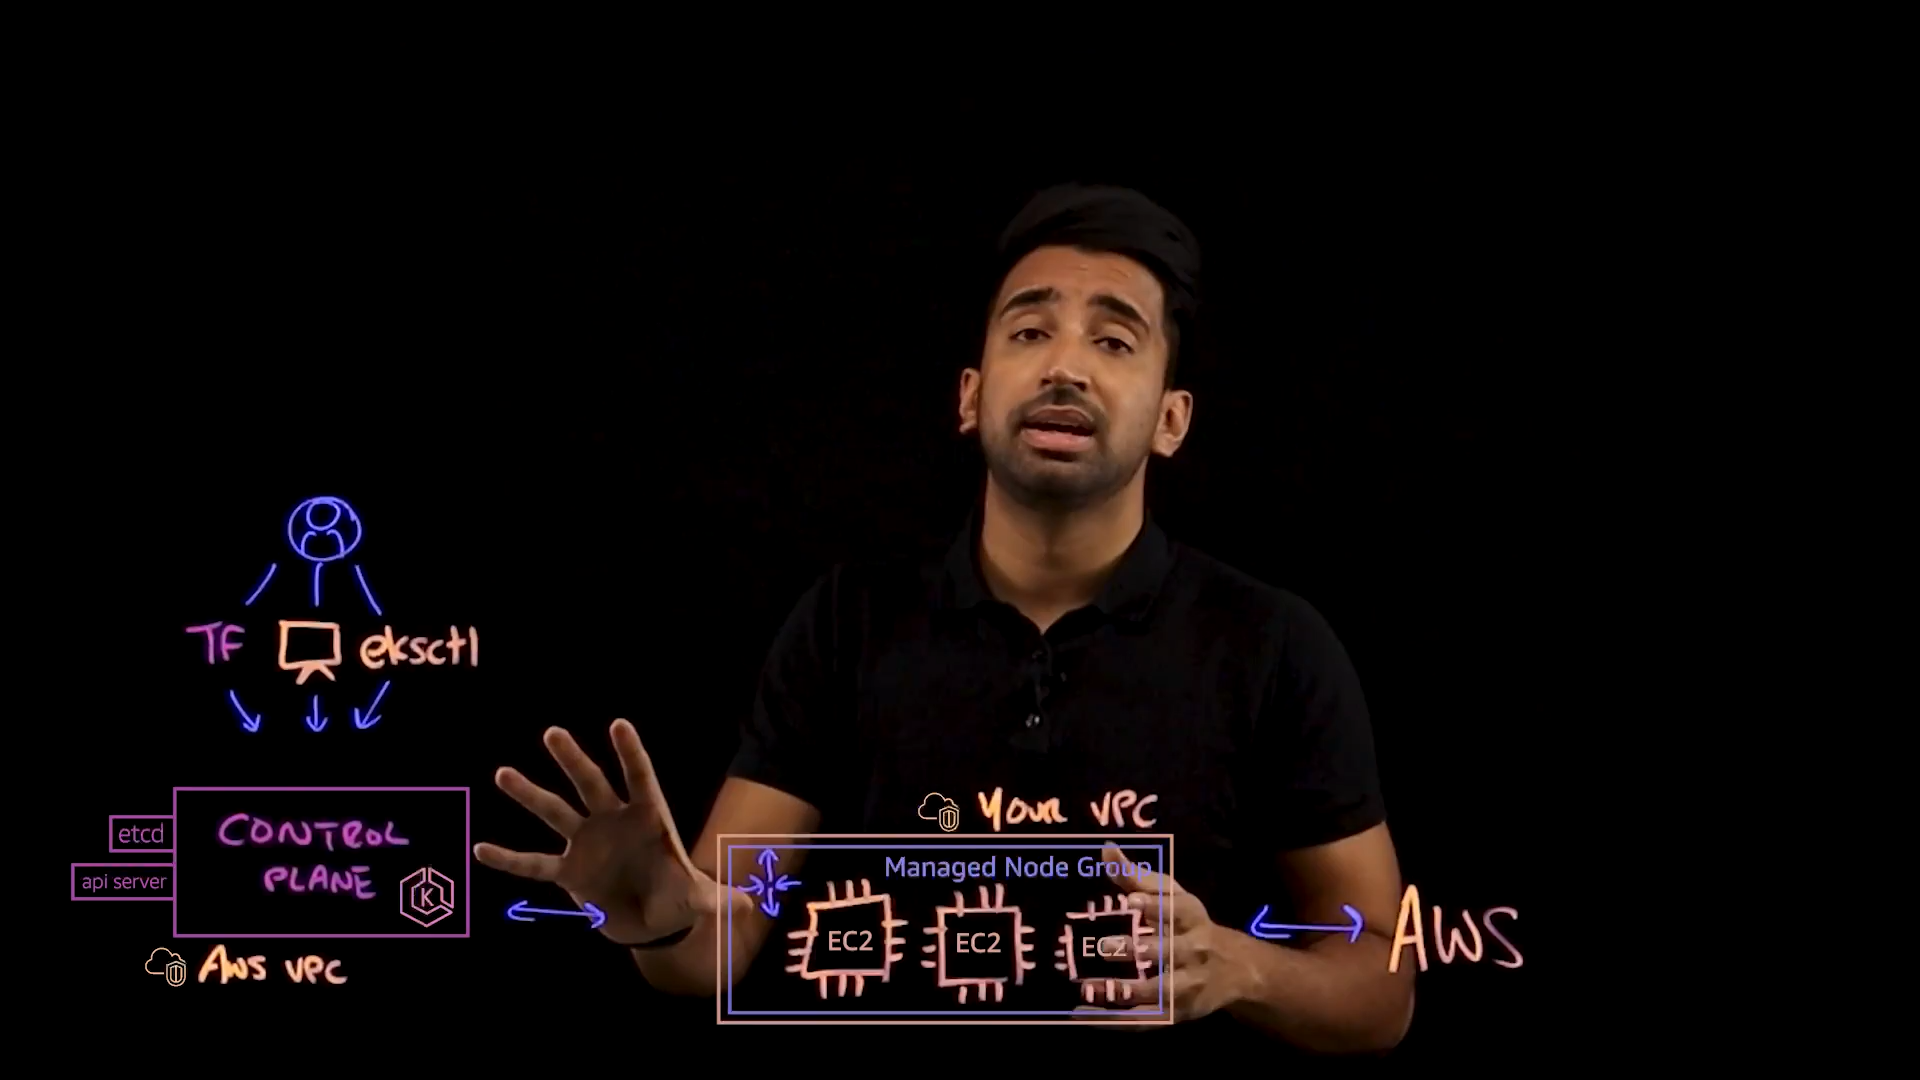 TF
eksctl
etcd
api server
CONTROL
PLANE
K
AWS VPC
YOUR VPC
Managed Node Group
EC2
EC2
EC2
AWS